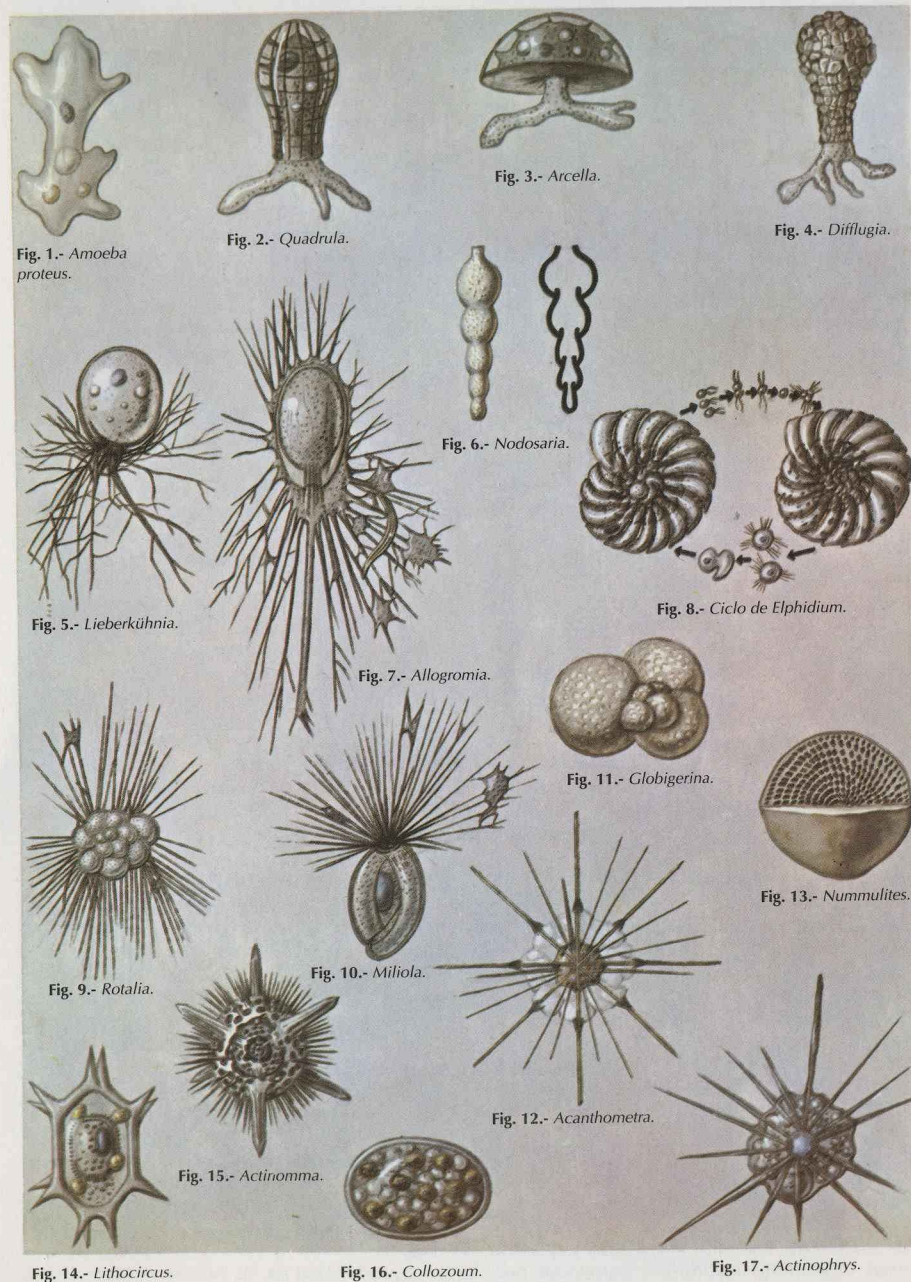 Fig. 1.- Amoeba
proteus.
Fig. 2.- Quadrula.
Fig. 3.- Arcella.
Fig. 4.- Difflugia.
Fig. 5.- Lieberkühnia.
Fig. 6.- Nodosaria.
Fig. 7.- Allogromia.
Fig. 8.- Ciclo de Elphidium.
Fig. 9.- Rotalia.
Fig. 10.- Miliola.
Fig. 11.- Globigerina.
Fig. 12.- Acanthometra.
Fig. 13.- Nummulites.
Fig. 14.- Lithocircus.
Fig. 15.- Actinomma.
Fig. 16.- Collozoum.
Fig. 17.- Actinophrys.